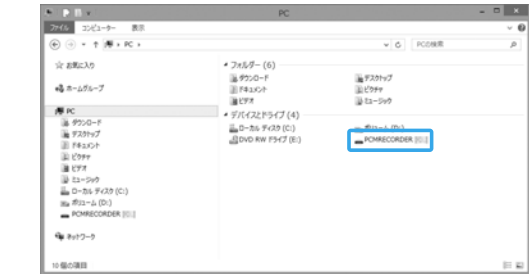 PC
ファイル コンピューター 表示
PC
PCの検索
お気に入り
ホームグループ
PC
ダウンロード
デスクトップ
ドキュメント
ピクチャ
ビデオ
ミュージック
ローカル ディスク (C:)
ボリューム (D:)
PCMRECORDER
ネットワーク
フォルダー (6)
ダウンロード
デスクトップ
ドキュメント
ピクチャ
ビデオ
ミュージック
デバイスとドライブ (4)
ローカル ディスク (C:)
ボリューム (D:)
DVD RW ドライブ (E:)
PCMRECORDER
10 個の項目